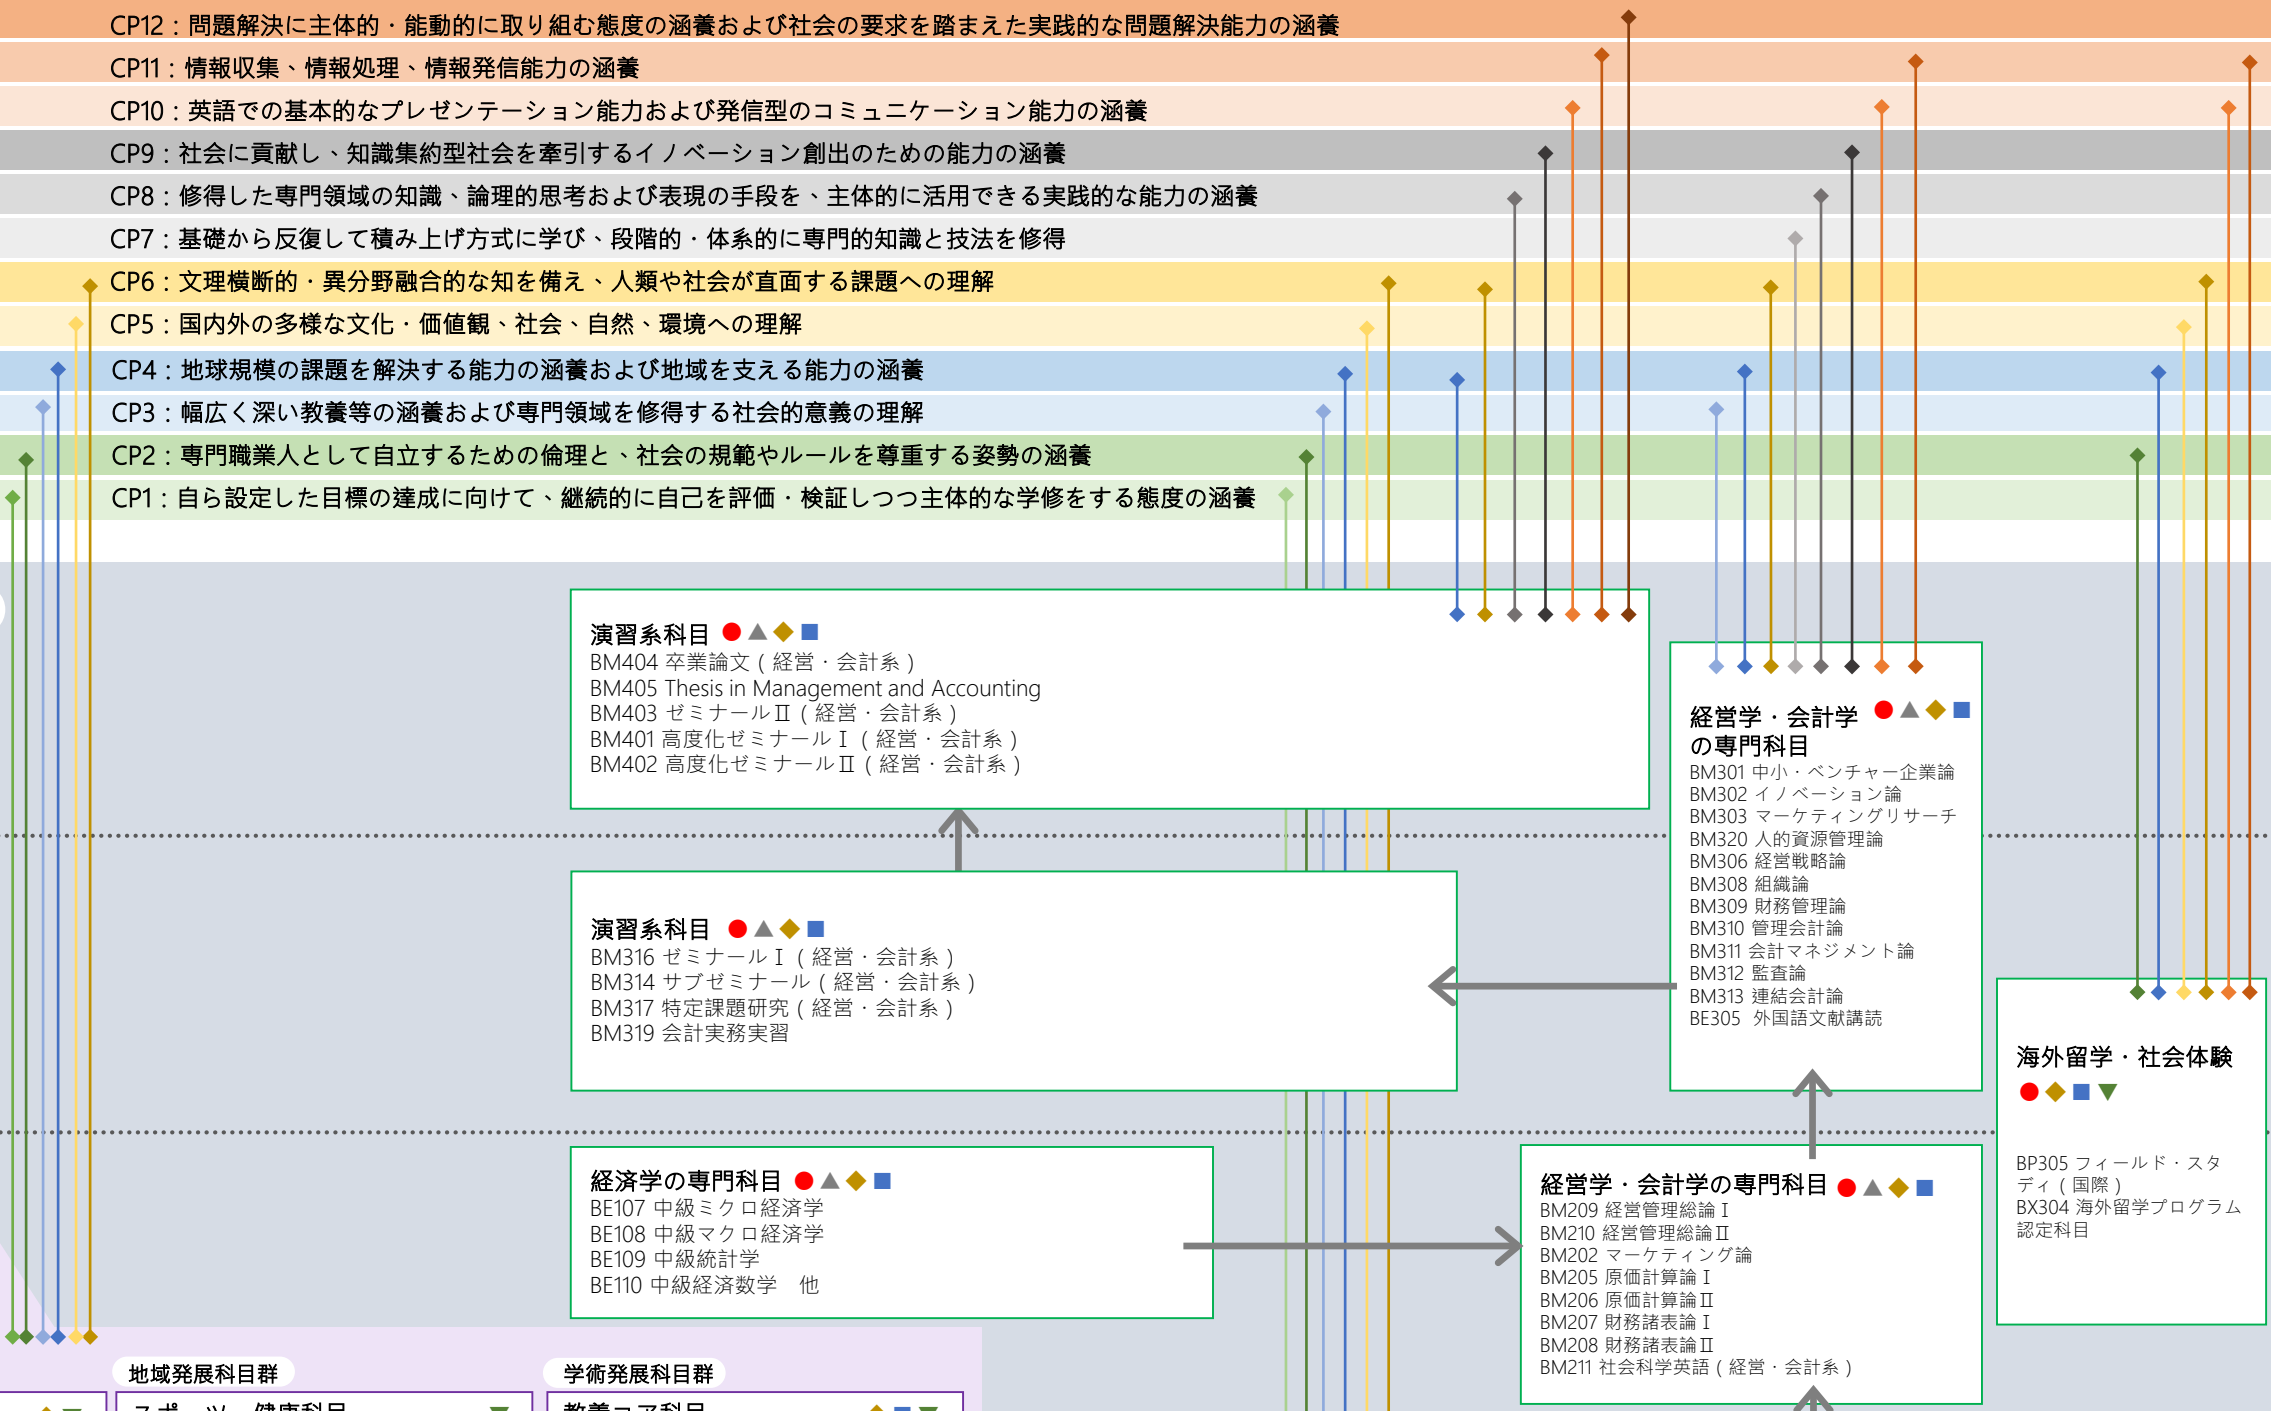 CP12：問題解決に主体的・能動的に取り組む態度の涵養および社会の要求を踏まえた実践的な問題解決能力の涵養
CP11：情報収集、情報処理、情報発信能力の涵養
CP10：英語での基本的なプレゼンテーション能力および発信型のコミュニケーション能力の涵養
CP9：社会に貢献し、知識集約型社会を牽引するイノベーション創出のための能力の涵養
CP8：修得した専門領域の知識、論理的思考および表現の手段を、主体的に活用できる実践的な能力の涵養
CP7：基礎から反復して積み上げ方式に学び、段階的・体系的に専門的知識と技法を修得
CP6：文理横断的・異分野融合的な知を備え、人類や社会が直面する課題への理解
CP5：国内外の多様な文化・価値観、社会、自然、環境への理解
CP4：地球規模の課題を解決する能力の涵養および地域を支える能力の涵養
CP3：幅広く深い教養等の涵養および専門領域を修得する社会的意義の理解
CP2：専門職業人として自立するための倫理と、社会の規範やルールを尊重する姿勢の涵養
CP1：自ら設定した目標の達成に向けて、継続的に自己を評価・検証しつつ主体的な学修をする態度の涵養
演習系科目
BM404 卒業論文（経営・会計系）
BM405 Thesis in Management and Accounting
BM403 ゼミナールⅡ（経営・会計系）
BM401 高度化ゼミナールⅠ（経営・会計系）
BM402 高度化ゼミナールⅡ（経営・会計系）
経営学・会計学
の専門科目
BM301 中小・ベンチャー企業論
BM302 イノベーション論
BM303 マーケティングリサーチ
BM320 人的資源管理論
BM306 経営戦略論
BM308 組織論
BM309 財務管理論
BM310 管理会計論
BM311 会計マネジメント論
BM312 監査論
BM313 連結会計論
BE305 外国語文献講読
演習系科目
BM316 ゼミナールⅠ（経営・会計系）
BM314 サブゼミナール（経営・会計系）
BM317 特定課題研究（経営・会計系）
BM319 会計実務実習
海外留学・社会体験
BP305 フィールド・スタ
ディ（国際）
BX304 海外留学プログラム
認定科目
経済学の専門科目
BE107 中級ミクロ経済学
BE108 中級マクロ経済学
BE109 中級統計学
BE110 中級経済数学　他
経営学・会計学の専門科目
BM209 経営管理総論Ⅰ
BM210 経営管理総論Ⅱ
BM202 マーケティング論
BM205 原価計算論Ⅰ
BM206 原価計算論Ⅱ
BM207 財務諸表論Ⅰ
BM208 財務諸表論Ⅱ
BM211 社会科学英語（経営・会計系）
地域発展科目群
学術発展科目群
スポーツ・健康科目
教養コア科目